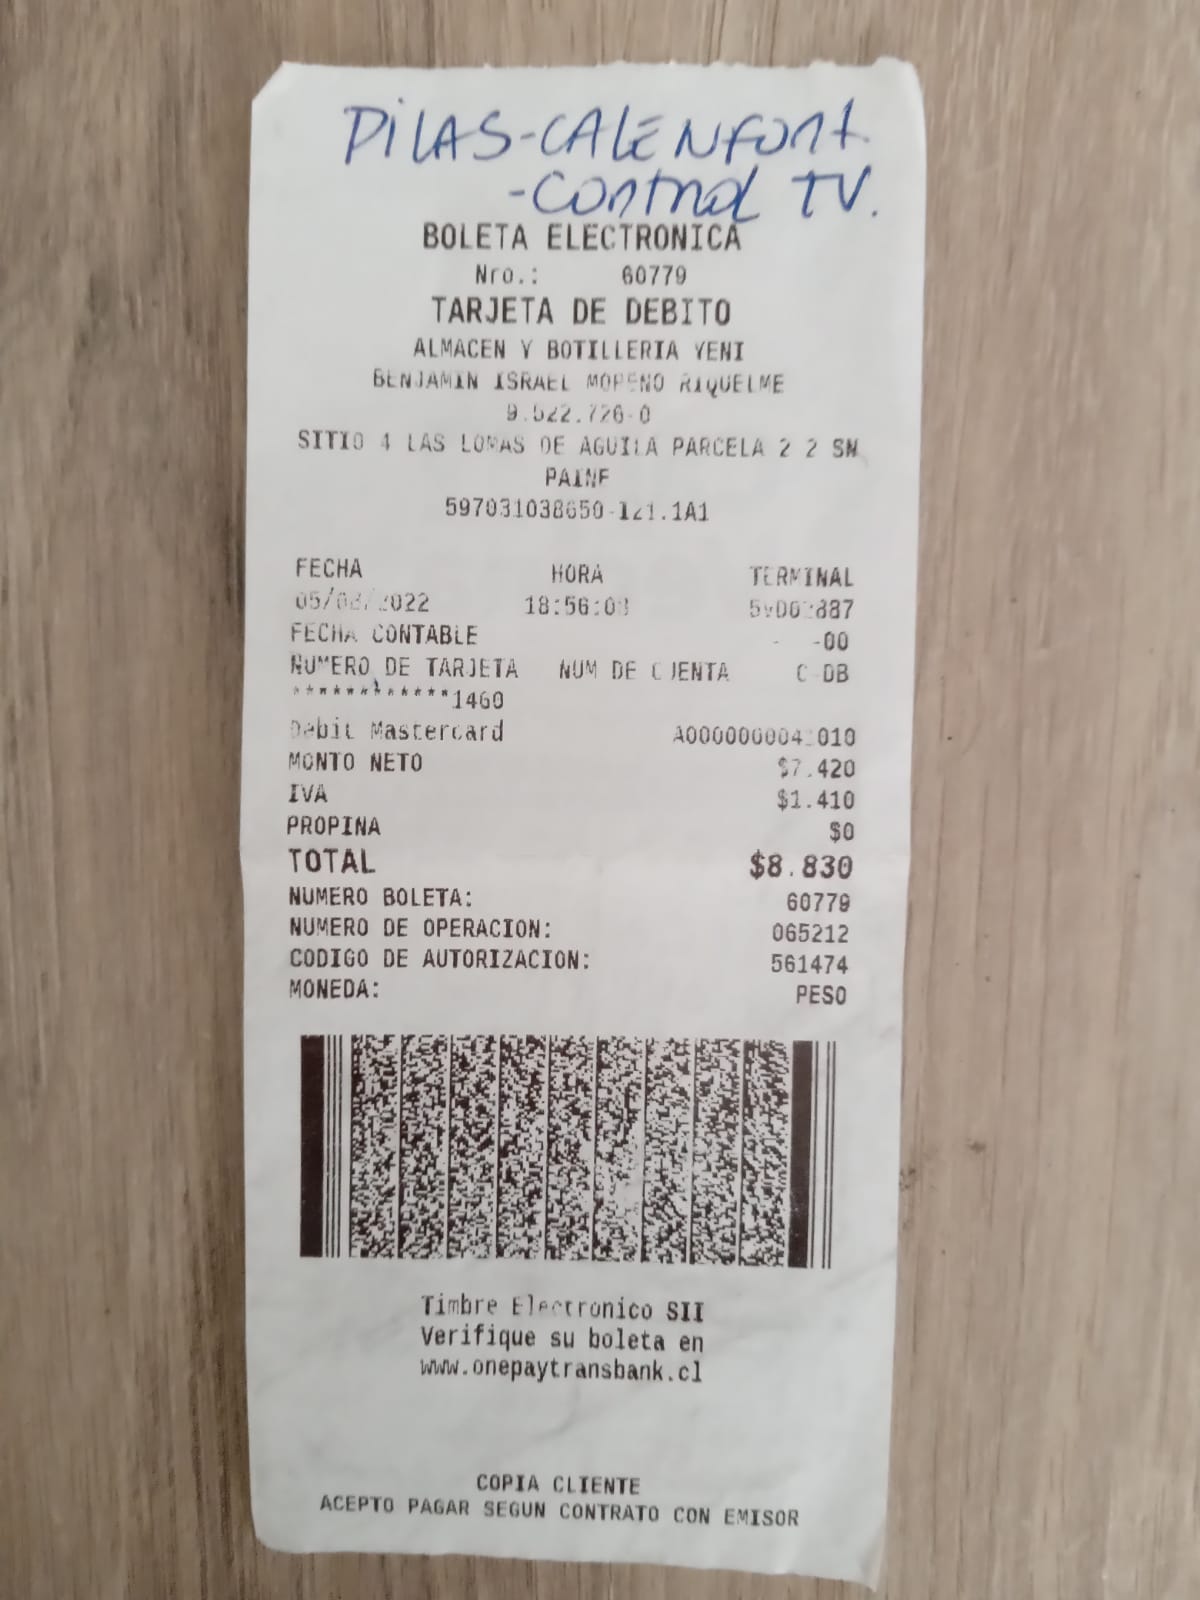 PILAS-CALENFONT.
-CONTROL TV.
BOLETA ELECTRONICA
Nro.: 60779
TARJETA DE DEBITO
ALMACEN Y BOTILLERIA YENI
BENJAMIN ISRAEL MORENO RIQUELME
9.522.726-0
SITIO 4 LAS LOMAS DE AGUILA PARCELA 2 2 SN
PAINE
597031038650-121.1A1
FECHA HORA TERMINAL
18:56:08
FECHA CONTABLE - -00
NUMERO DE TARJETA NUM DE CUENTA C-DB
************1460
Debit Mastercard A0000000041010
MONTO NETO $7.420
IVA $1.410
PROPINA $0
TOTAL $8.830
NUMERO BOLETA: 60779
NUMERO DE OPERACION: 065212
CODIGO DE AUTORIZACION: 561474
MONEDA: PESO
Timbre Electronico SII
Verifique su boleta en
www.onepaytransbank.cl
COPIA CLIENTE
ACEPTO PAGAR SEGUN CONTRATO CON EMISOR